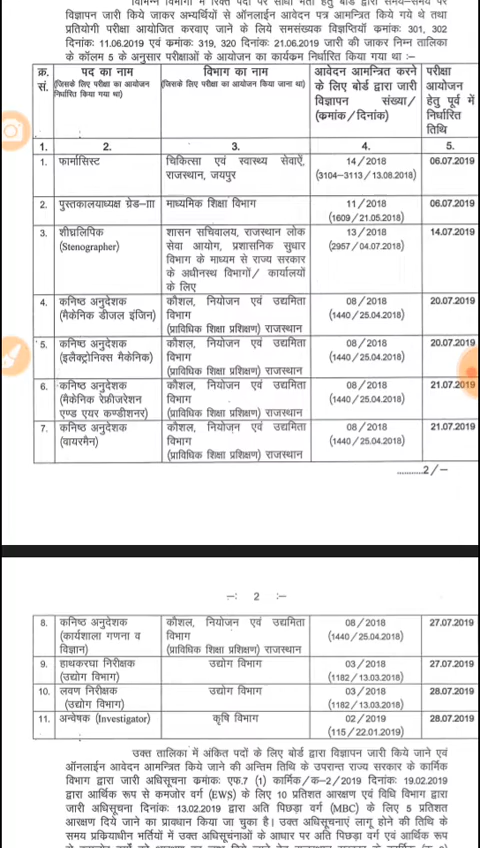 विज्ञापन जारी किये जाकर अभ्यर्थियों से ऑनलाईन आवेदन पत्र आमन्त्रित किये गये थे तथा
प्रतियोगी परीक्षा आयोजित करवाए जाने के लिये समसंख्यक विज्ञप्तियों कमांकः 301, 302
दिनांकः 11.06.2019 एवं कमांकः 319, 320 दिनांकः 21.06.2019 जारी की जाकर निम्न तालिका
के कॉलम 5 के अनुसार परीक्षाओं के आयोजन का कार्यक्रम निर्धारित किया गया था :–
क्र. सं.
पद का नाम
(जिसके लिए परीक्षा का आयोजन
निर्धारित किया गया था)
विभाग का नाम
(जिसके लिए परीक्षा का आयोजन किया जाना था)
आवेदन आमन्त्रित करने
के लिए बोर्ड द्वारा जारी
विज्ञापन संख्या/
(कमांक/दिनांक)
परीक्षा
आयोजन
हेतु पूर्व में
निर्धारित
तिथि
1. 2. 3. 4. 5.
1. फार्मासिस्ट
चिकित्सा एवं स्वास्थ्य सेवाऐं,
राजस्थान, जयपुर
14/2018
(3104–3113/13.08.2018)
06.07.2019
2. पुस्तकालयाध्यक्ष ग्रेड–III
माध्यमिक शिक्षा विभाग
11/2018
(1609/21.05.2018)
06.07.2019
3. शीघ्रलिपिक
(Stenographer)
शासन सचिवालय, राजस्थान लोक
सेवा आयोग, प्रशासनिक सुधार
विभाग के माध्यम से राज्य सरकार
के अधीनस्थ विभागों/ कार्यालयों
के लिए
13/2018
(2957/04.07.2018)
14.07.2019
4. कनिष्ठ अनुदेशक
(मैकेनिक डीजल इंजिन)
कौशल, नियोजन एवं उद्यमिता
विभाग
(प्राविधिक शिक्षा प्रशिक्षण) राजस्थान
08/2018
(1440/25.04.2018)
20.07.2019
5. कनिष्ठ अनुदेशक
(इलैक्ट्रोनिक्स मैकेनिक)
कौशल, नियोजन एवं उद्यमिता
विभाग
(प्राविधिक शिक्षा प्रशिक्षण) राजस्थान
08/2018
(1440/25.04.2018)
20.07.2019
6. कनिष्ठ अनुदेशक
(मैकेनिक रेफ्रीजरेशन
एण्ड एयर कण्डीशनर)
कौशल, नियोजन एवं उद्यमिता
विभाग
(प्राविधिक शिक्षा प्रशिक्षण) राजस्थान
08/2018
(1440/25.04.2018)
21.07.2019
7. कनिष्ठ अनुदेशक
(वायरमैन)
कौशल, नियोजन एवं उद्यमिता
विभाग
(प्राविधिक शिक्षा प्रशिक्षण) राजस्थान
08/2018
(1440/25.04.2018)
21.07.2019
...........2/–
–: 2 :–
8. कनिष्ठ अनुदेशक
(कार्यशाला गणना व
विज्ञान)
कौशल, नियोजन एवं उद्यमिता
विभाग
(प्राविधिक शिक्षा प्रशिक्षण) राजस्थान
08/2018
(1440/25.04.2018)
27.07.2019
9. हाथकरघा निरीक्षक
(उद्योग विभाग)
उद्योग विभाग
03/2018
(1182/13.03.2018)
27.07.2019
10. लवण निरीक्षक
(उद्योग विभाग)
उद्योग विभाग
03/2018
(1182/13.03.2018)
28.07.2019
11. अन्वेषक (Investigator)
कृषि विभाग
02/2019
(115/22.01.2019)
28.07.2019
उक्त तालिका में अंकित पदों के लिए बोर्ड द्वारा विज्ञापन जारी किये जाने एवं
ऑनलाईन आवेदन आमन्त्रित किये जाने की अन्तिम तिथि के उपरान्त राज्य सरकार के कार्मिक
विभाग द्वारा जारी अधिसूचना कमांकः एफ.7 (1) कार्मिक/क–2/2019 दिनांकः 19.02.2019
द्वारा आर्थिक रूप से कमजोर वर्ग (EWS) के लिए 10 प्रतिशत आरक्षण एवं विधि विभाग द्वारा
जारी अधिसूचना दिनांकः 13.02.2019 द्वारा अति पिछड़ा वर्ग (MBC) के लिए 5 प्रतिशत
आरक्षण दिये जाने का प्रावधान किया जा चुका है। उक्त अधिसूचनाएं लागू होने की तिथि के
समय प्रकियाधीन भर्तियों में उक्त अधिसूचनाओं के आधार पर अति पिछड़ा वर्ग एवं आर्थिक रूप